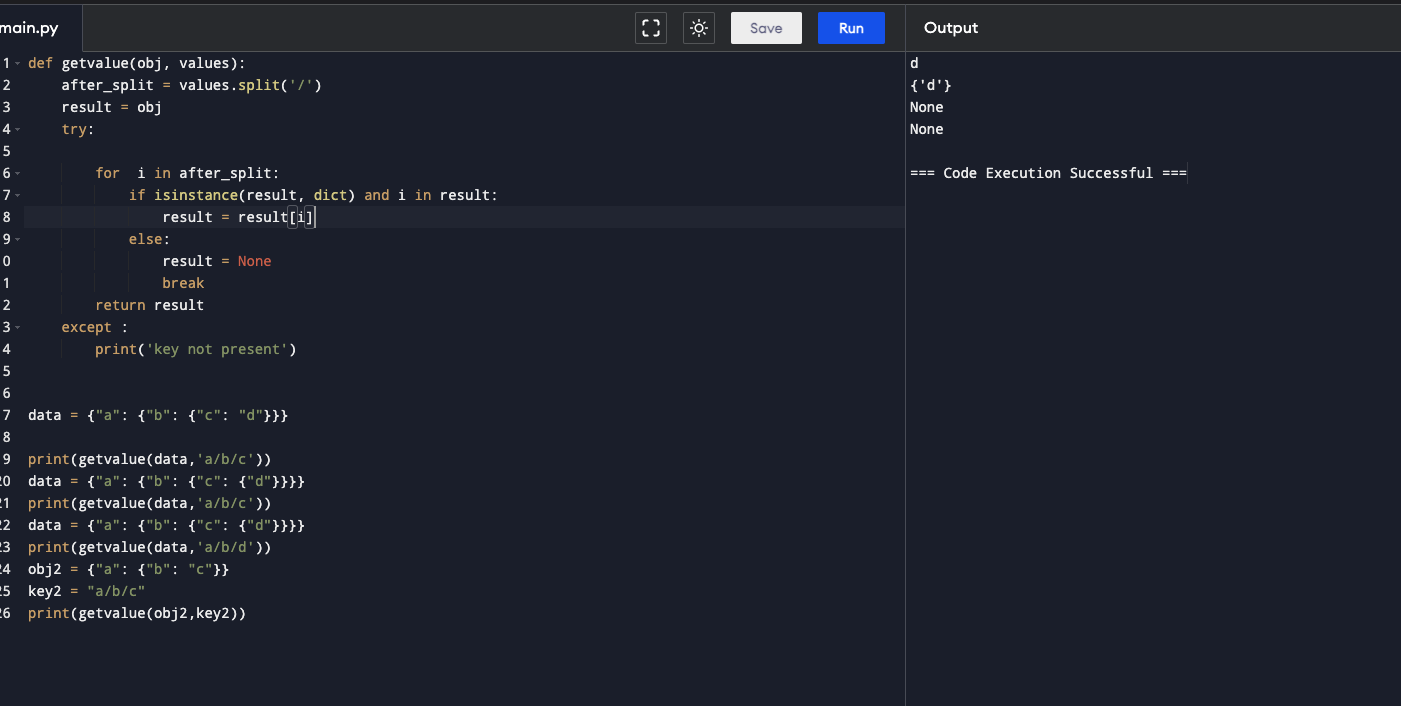 main.py
Save
Run
Output
1 def getvalue(obj, values):
2     after_split = values.split('/')
3     result = obj
4     try:
5
6         for  i in after_split:
7             if isinstance(result, dict) and i in result:
8                 result = result[i]
9             else:
0                 result = None
1                 break
2         return result
3     except :
4         print('key not present')
5
6
7 data = {"a": {"b": {"c": "d"}}}
8
9 print(getvalue(data,'a/b/c'))
20 data = {"a": {"b": {"c": {"d"}}}}
21 print(getvalue(data,'a/b/c'))
22 data = {"a": {"b": {"c": {"d"}}}}
23 print(getvalue(data,'a/b/d'))
24 obj2 = {"a": {"b": "c"}}
25 key2 = "a/b/c"
26 print(getvalue(obj2,key2))
d
{'d'}
None
None
=== Code Execution Successful ===